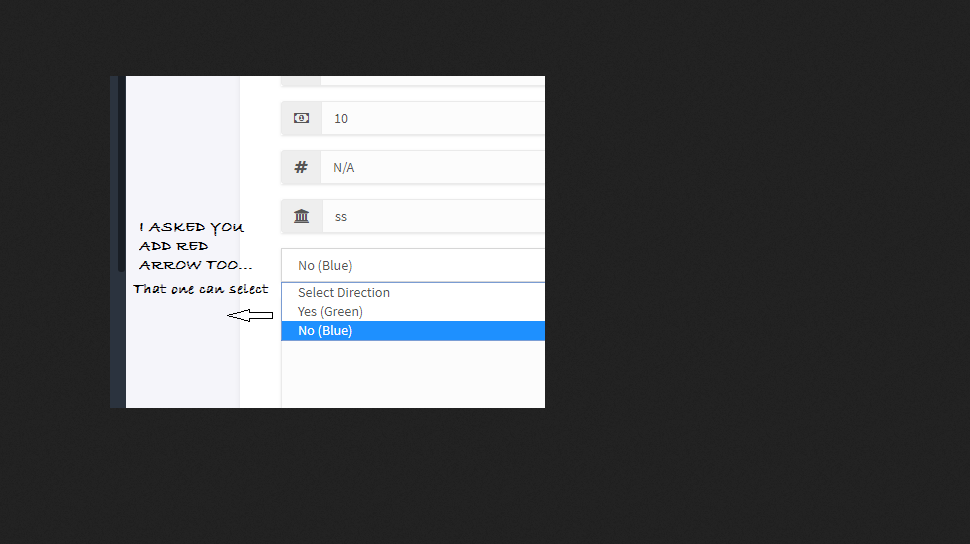 10
N/A
ss
I ASKED YOU
ADD RED
ARROW TOO...
That one can select
No (Blue)
Select Direction
Yes (Green)
No (Blue)